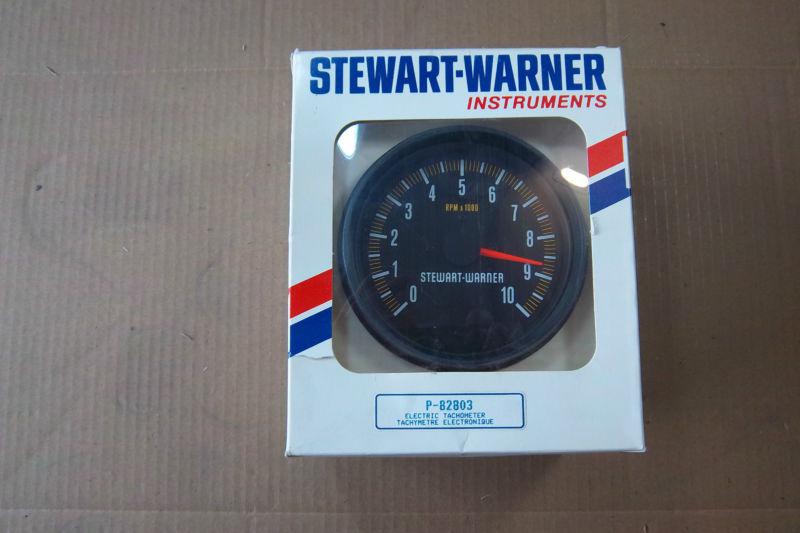 STEWART-WARNER
INSTRUMENTS
0
1
2
3
4
5
6
7
8
9
10
RPM x 1000
STEWART-WARNER
P-82803
ELECTRIC TACHOMETER
TACHYMETRE ELECTRONIQUE